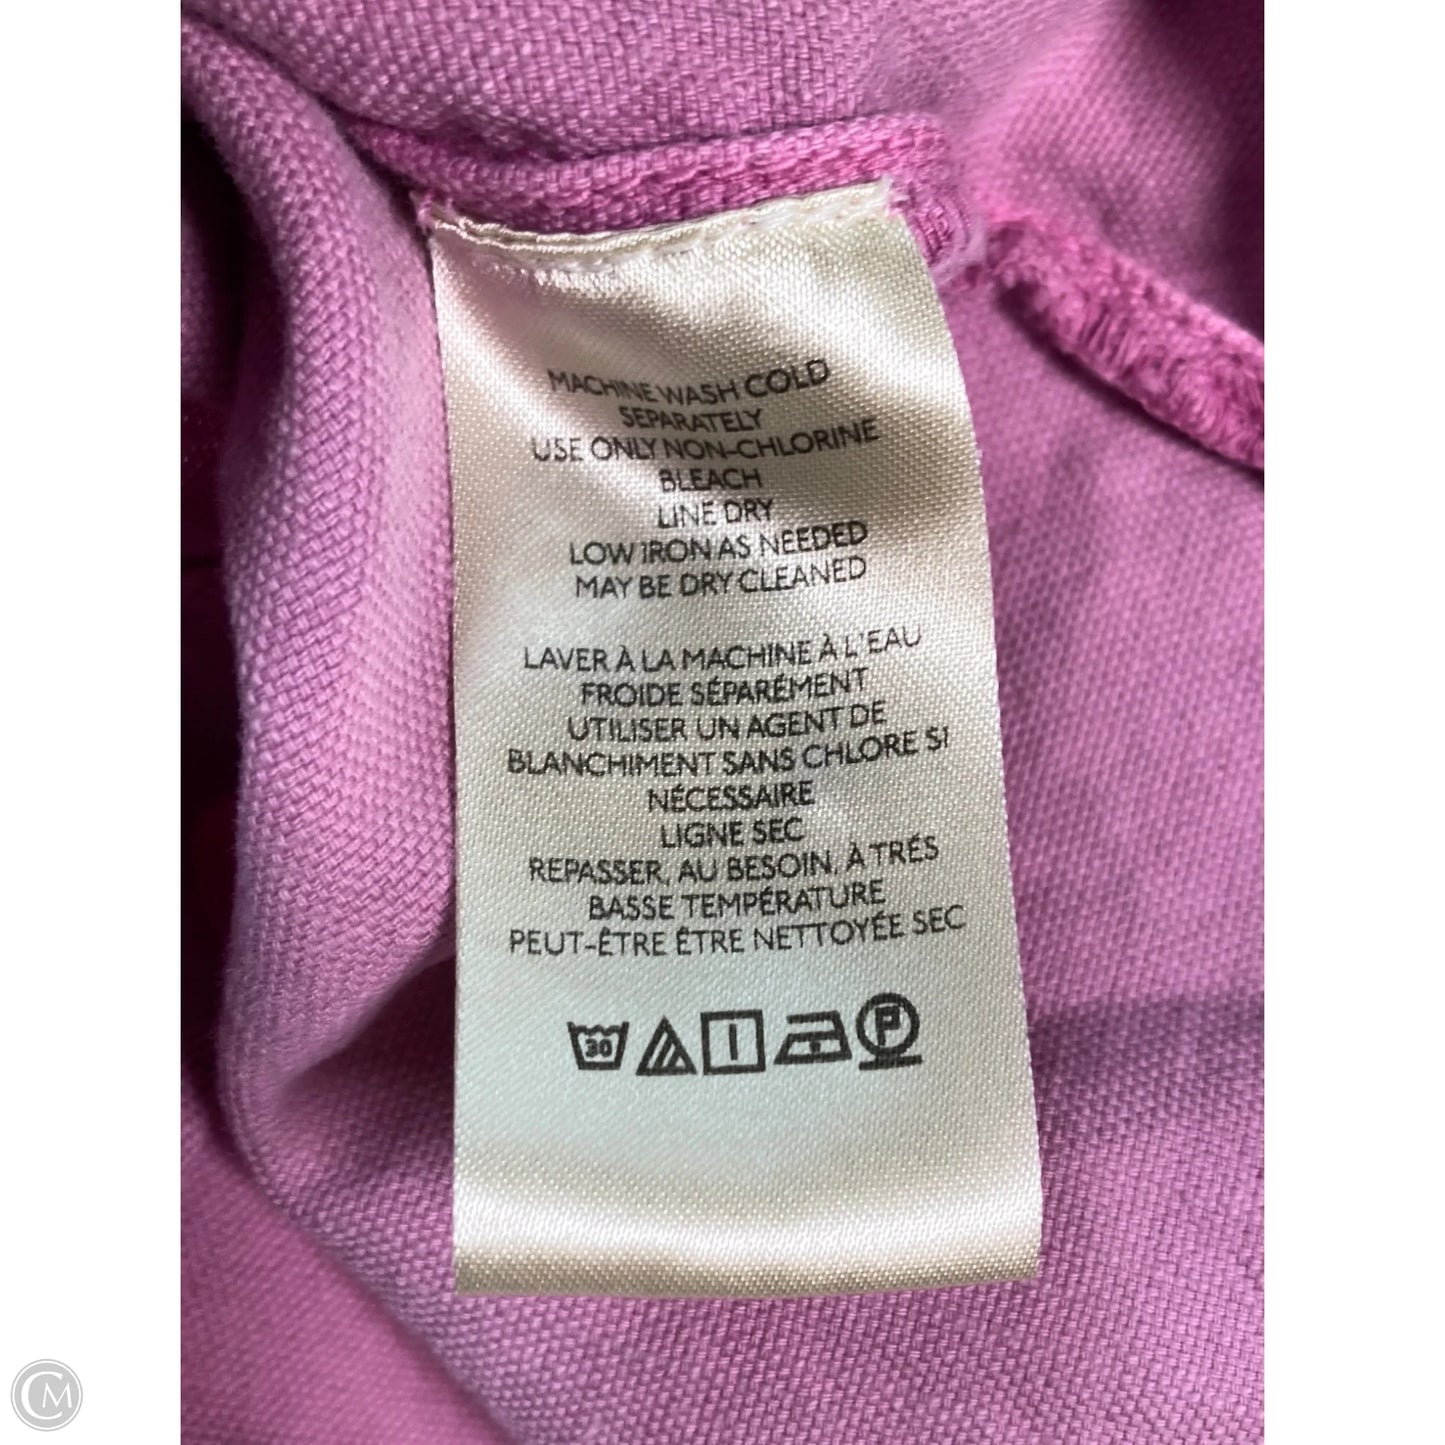 MACHINE WASH COLD
SEPARATELY
USE ONLY NON-CHLORINE
BLEACH
LINE DRY
LOW IRON AS NEEDED
MAY BE DRY CLEANED
LAVER À LA MACHINE À L'EAU
FROIDE SÉPARÉMENT
UTILISER UN AGENT DE
BLANCHIMENT SANS CHLORE SI
NÉCESSAIRE
LIGNE SEC
REPASSER, AU BESOIN, À TRÉS
BASSE TEMPÉRATURE
PEUT-ÊTRE ÊTRE NETTOYÉE SEC
30 P
CM